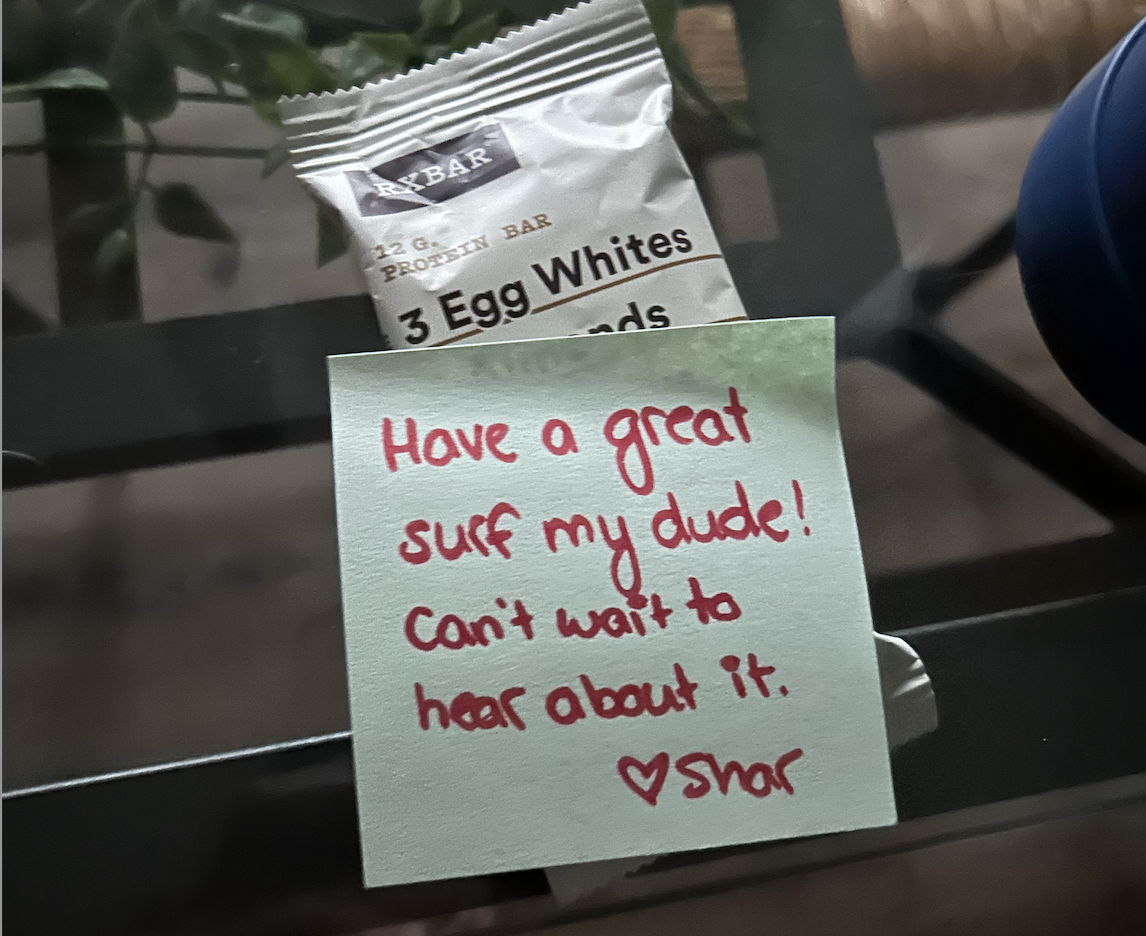 RXBAR
12 G.
PROTEIN BAR
3 Egg Whites
Have a great
surf my dude!
Can't wait to
hear about it.
♡ Shar